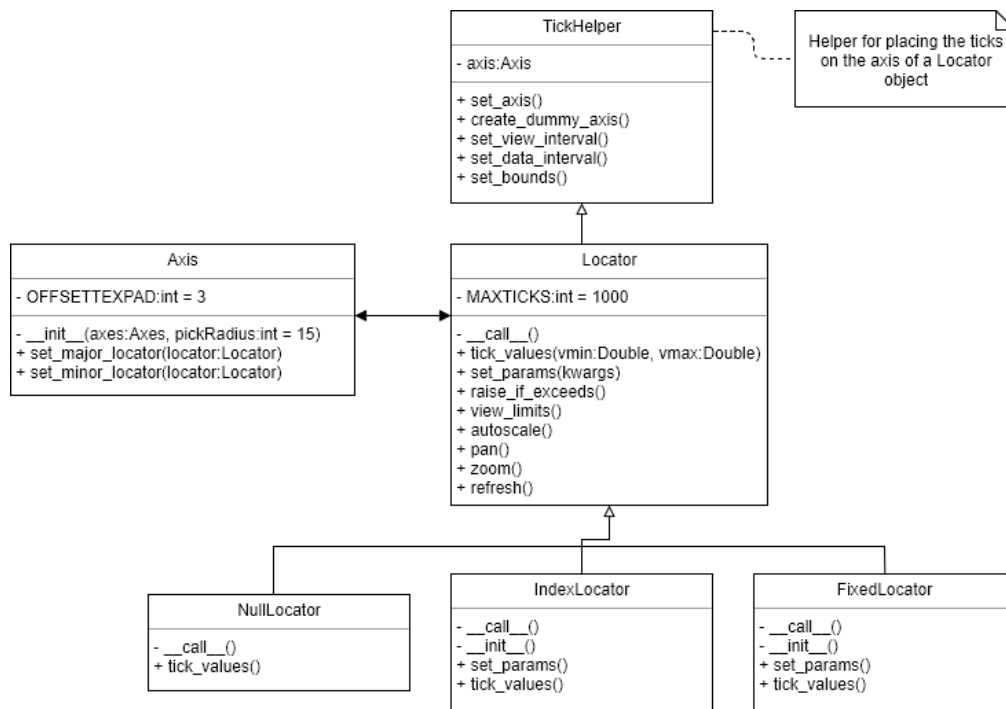 TickHelper
- axis:Axis
+ set_axis()
+ create_dummy_axis()
+ set_view_interval()
+ set_data_interval()
+ set_bounds()
Helper for placing the ticks
on the axis of a Locator
object
Axis
- OFFSETTEXPAD:int = 3
- __init__(axes:Axes, pickRadius:int = 15)
+ set_major_locator(locator:Locator)
+ set_minor_locator(locator:Locator)
Locator
- MAXTICKS:int = 1000
- __call__()
+ tick_values(vmin:Double, vmax:Double)
+ set_params(kwargs)
+ raise_if_exceeds()
+ view_limits()
+ autoscale()
+ pan()
+ zoom()
+ refresh()
NullLocator
- __call__()
+ tick_values()
IndexLocator
- __call__()
- __init__()
+ set_params()
+ tick_values()
FixedLocator
- __call__()
- __init__()
+ set_params()
+ tick_values()